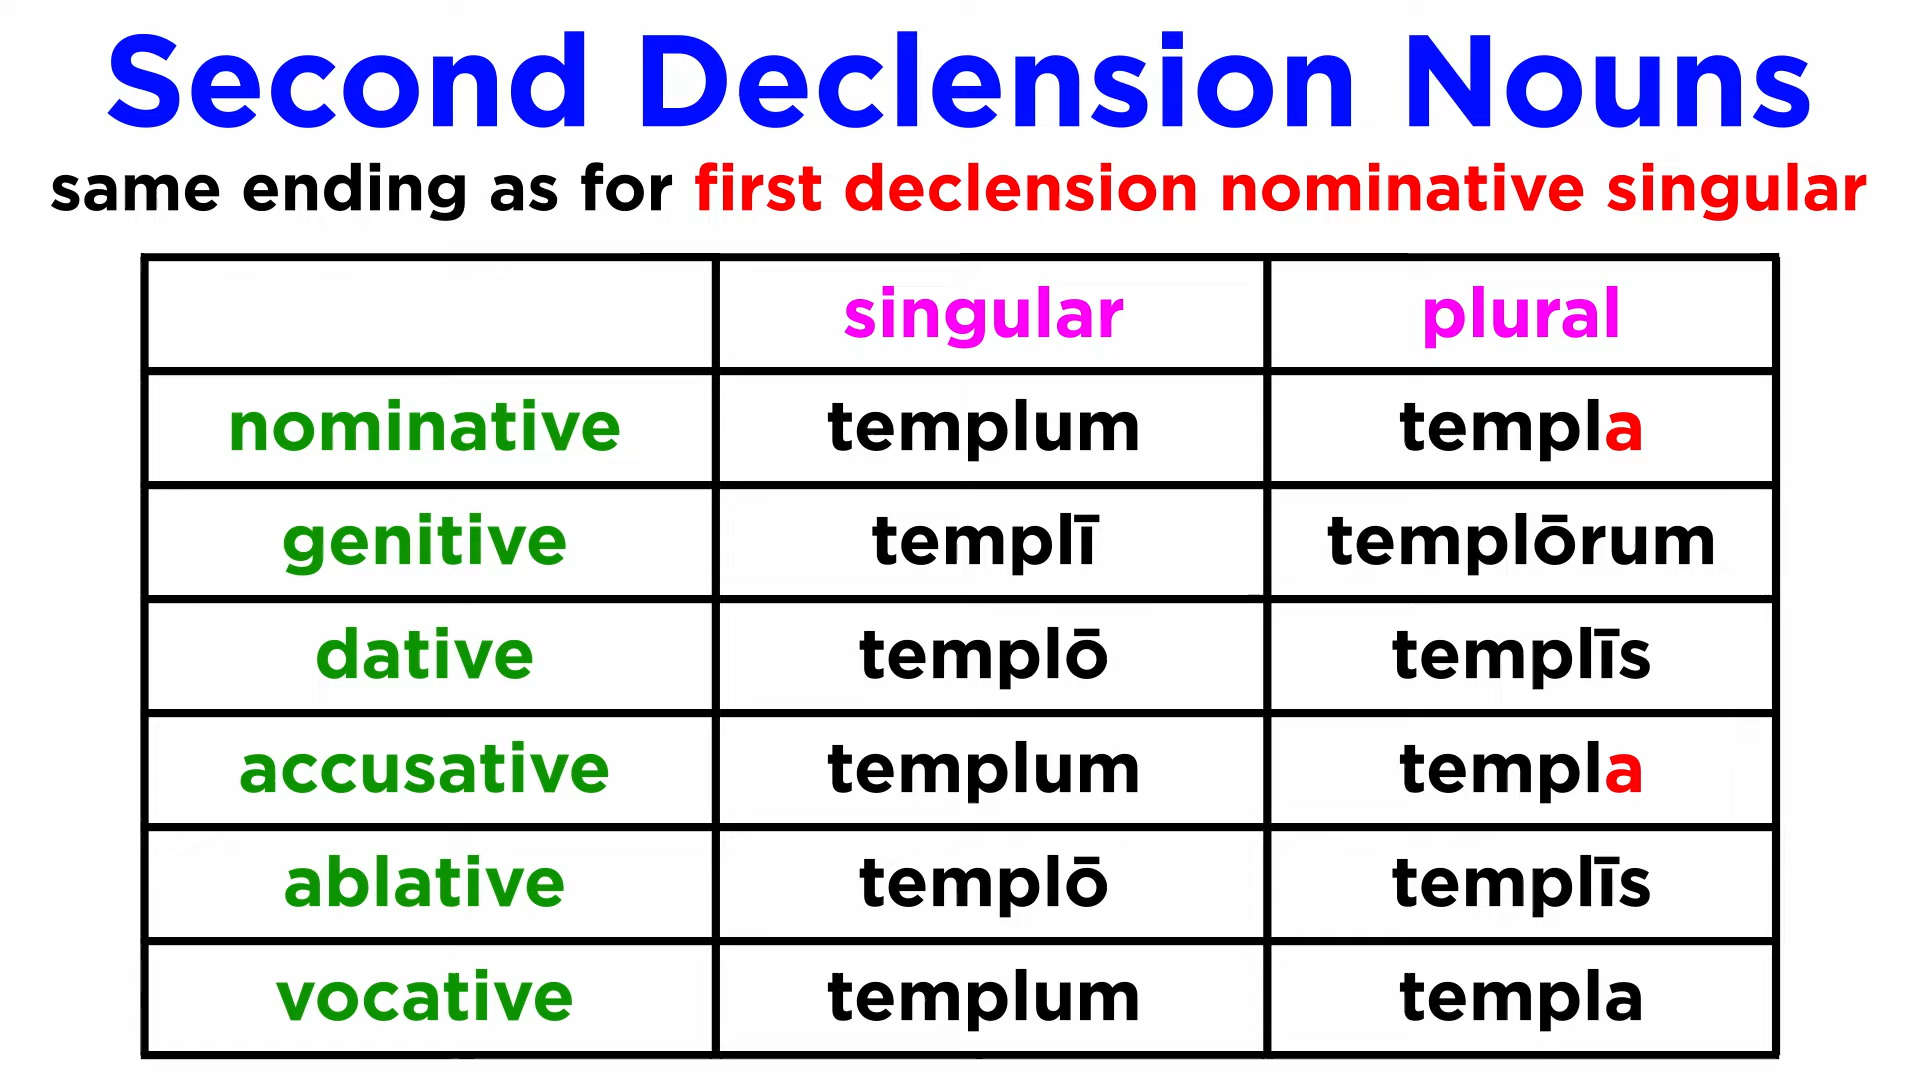 Second Declension Nouns
same ending as for first declension nominative singular
singular plural
nominative templum templa
genitive templī templōrum
dative templō templīs
accusative templum templa
ablative templō templīs
vocative templum templa